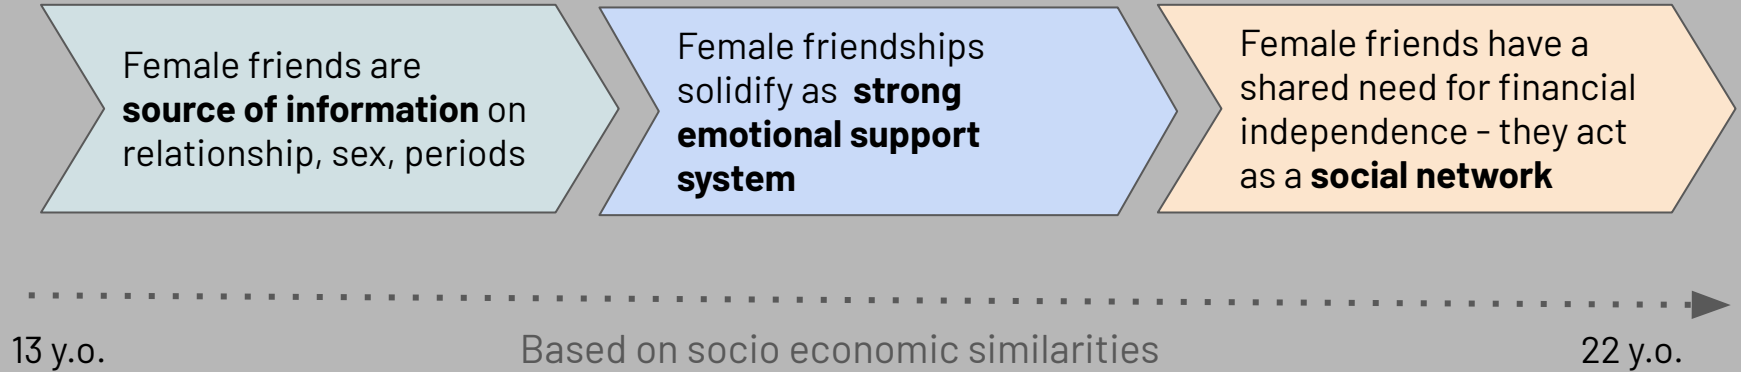 Female friends are
source of information on
relationship, sex, periods
Female friendships
solidify as strong
emotional support
system
Female friends have a
shared need for financial
independence - they act
as a social network
13 y.o.
Based on socio economic similarities
22 y.o.